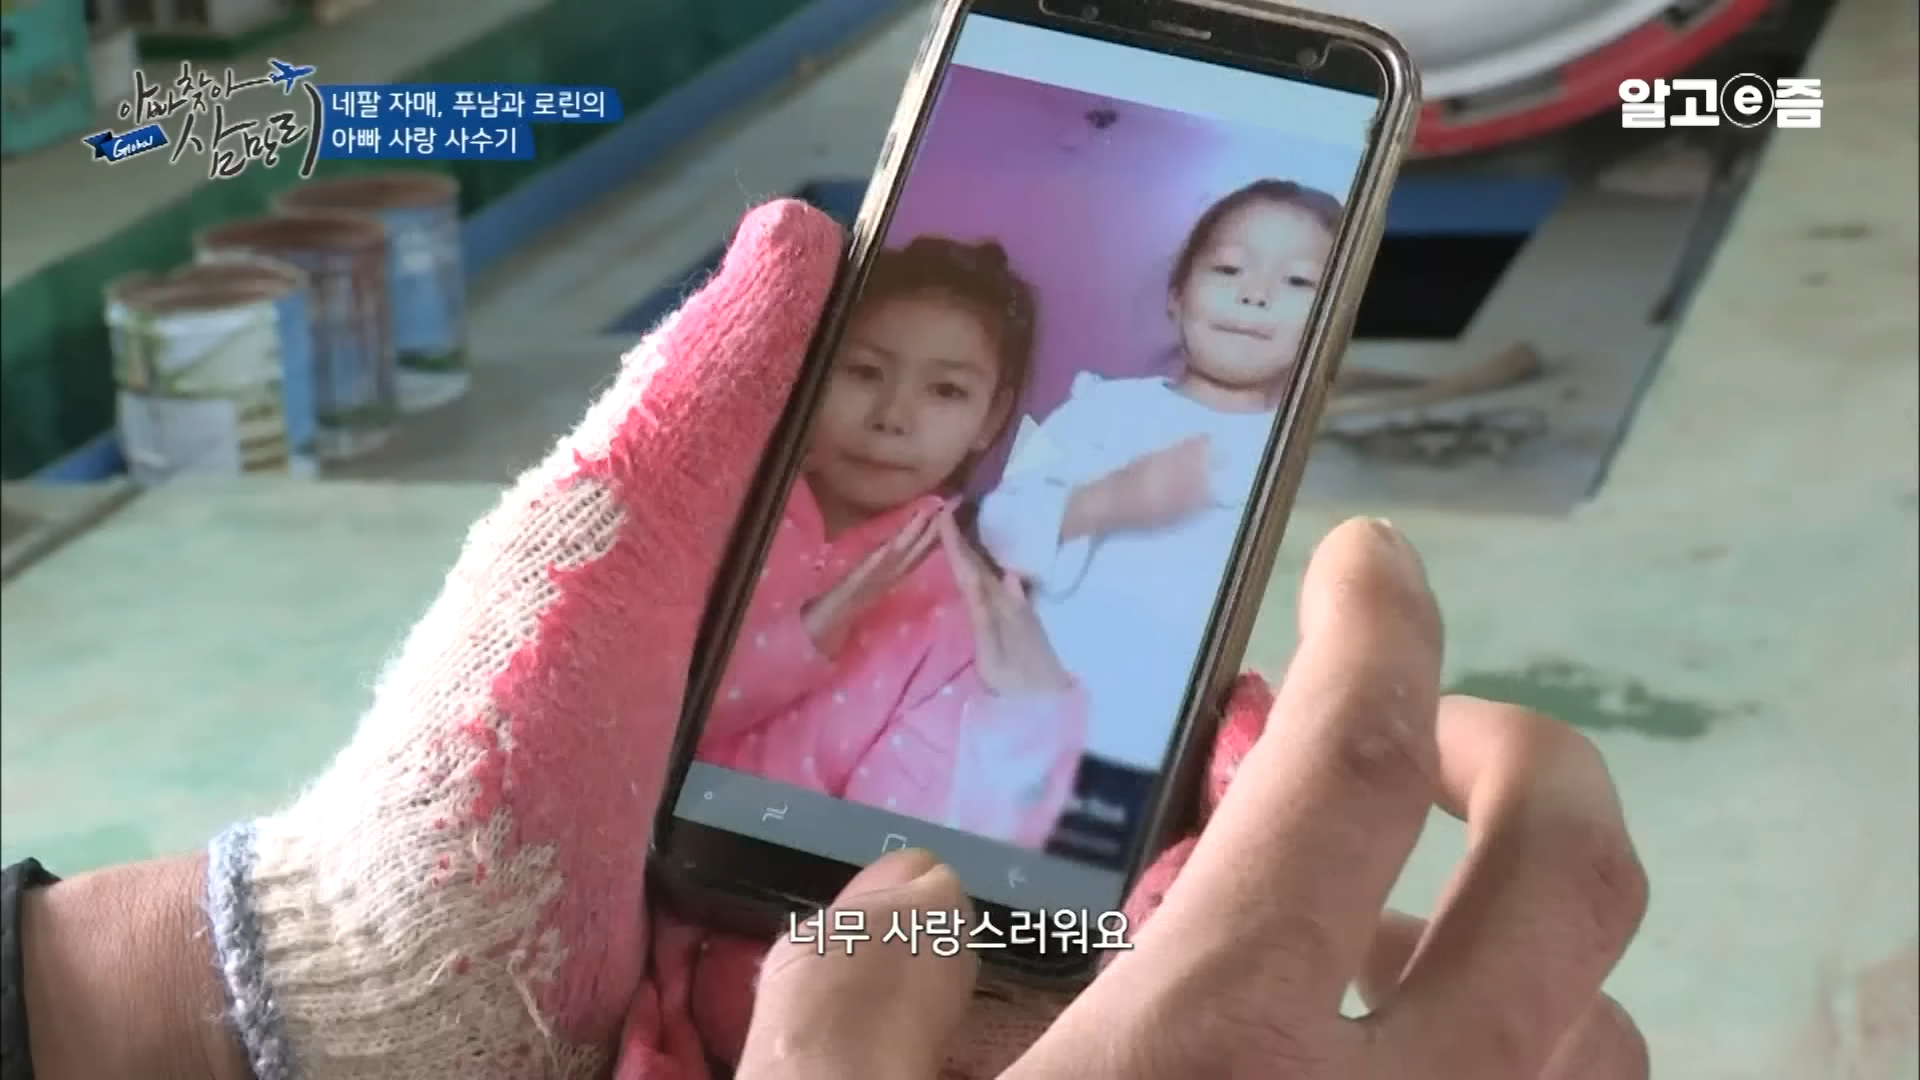 아빠 찾아
삼만리
Global
네팔 자매, 푸남과 로린의
아빠 사랑 사수기
알고e즘
너무 사랑스러워요